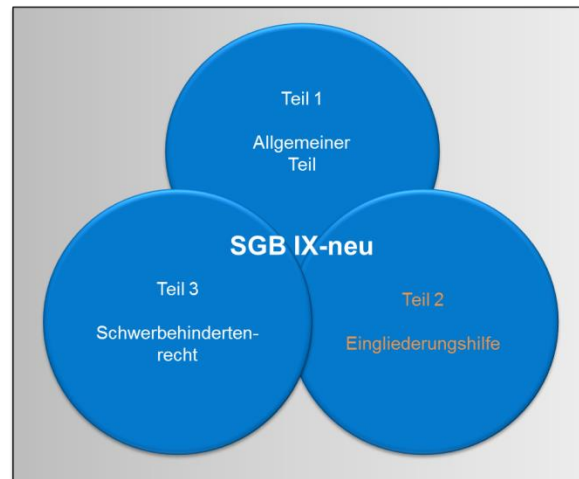 Teil 1
Allgemeiner
Teil
SGB IX-neu
Teil 3
Schwerbehinderten-
recht
Teil 2
Eingliederungshilfe